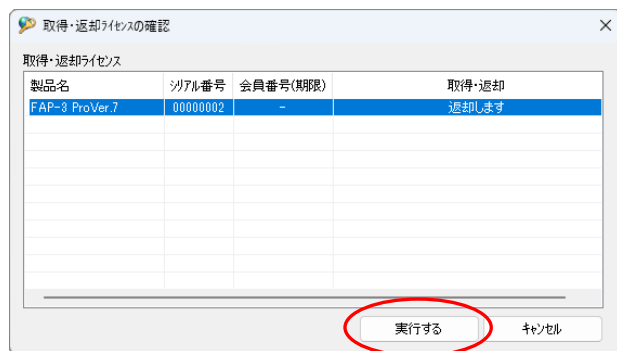 取得・返却ライセンスの確認
取得・返却ライセンス
製品名 シリアル番号 会員番号(期限) 取得・返却
FAP-3 ProVer.7 00000002 - 返却します
実行する キャンセル